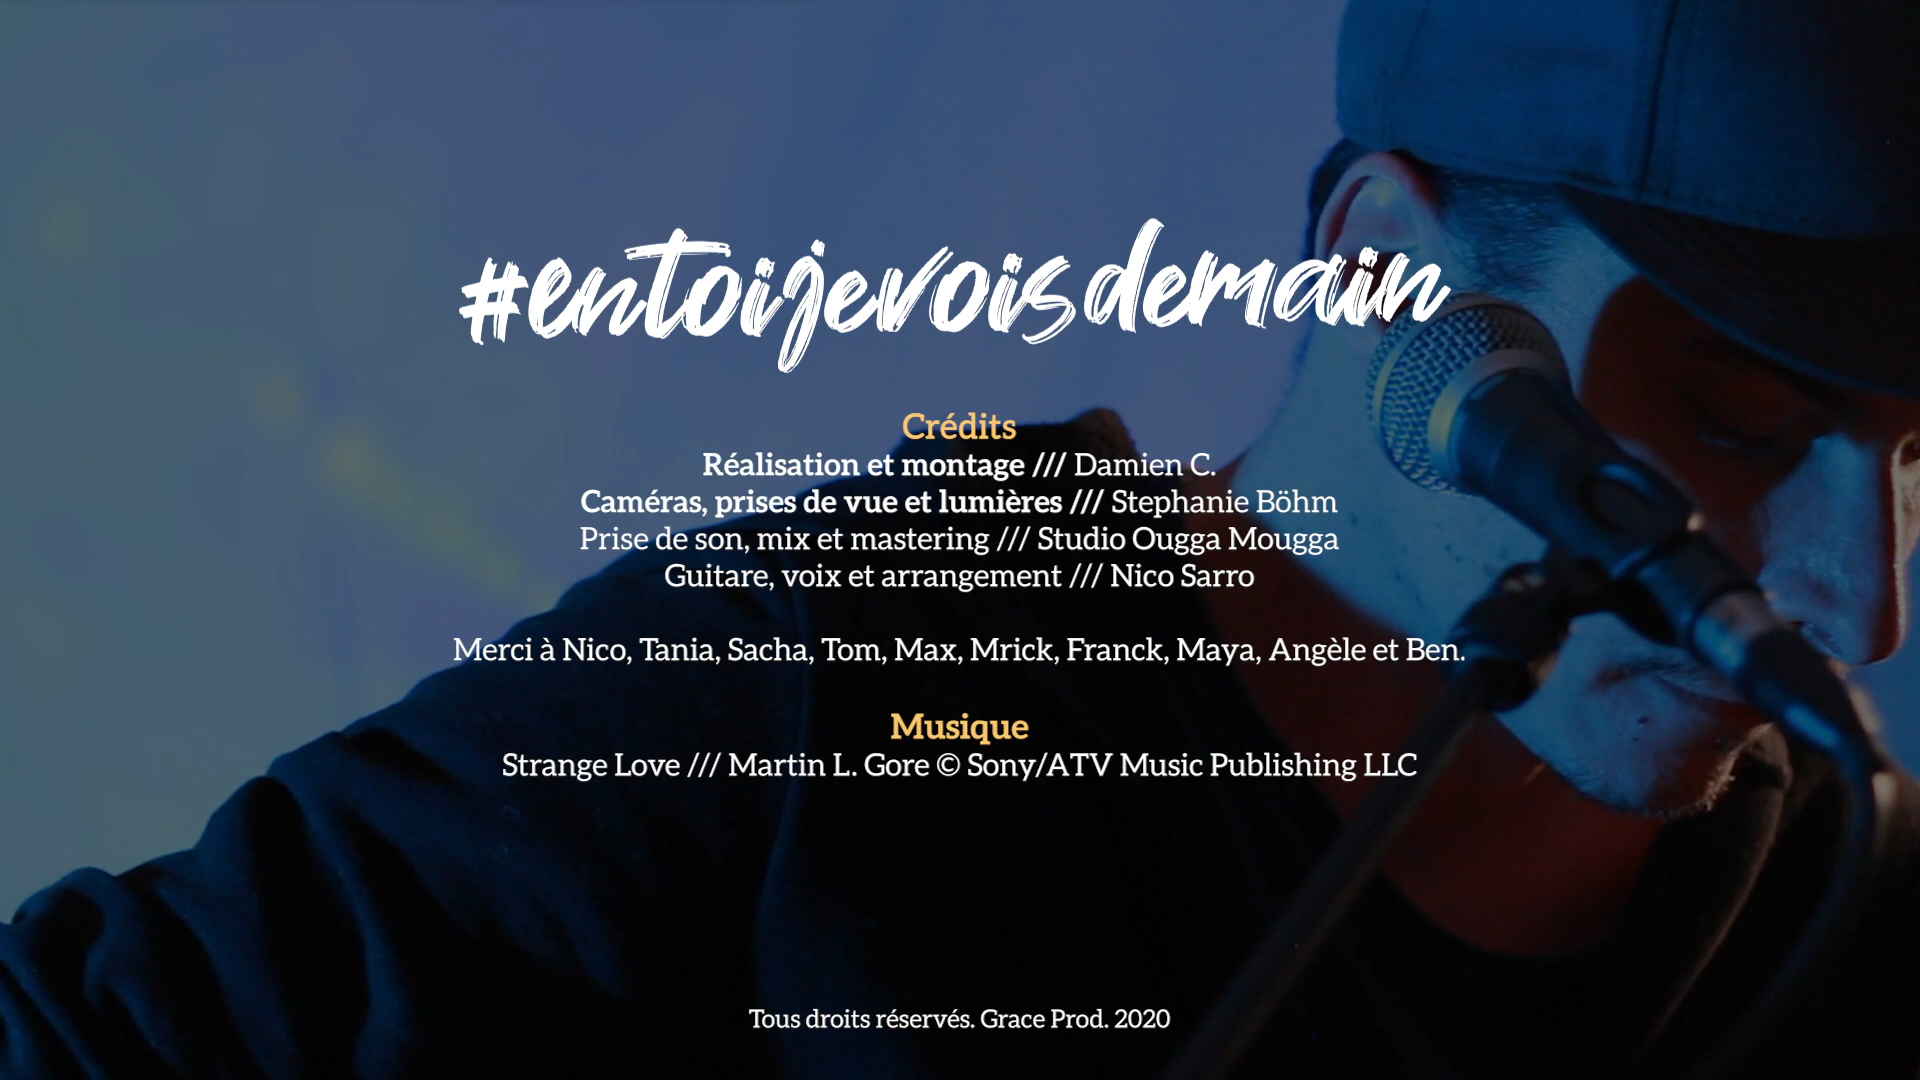 #entoijevoisdemain
Crédits
Réalisation et montage /// Damien C.
Caméras, prises de vue et lumières /// Stephanie Böhm
Prise de son, mix et mastering /// Studio Ougga Mougga
Guitare, voix et arrangement /// Nico Sarro
Merci à Nico, Tania, Sacha, Tom, Max, Mrick, Franck, Maya, Angèle et Ben.
Musique
Strange Love /// Martin L. Gore © Sony/ATV Music Publishing LLC
Tous droits réservés. Grace Prod. 2020